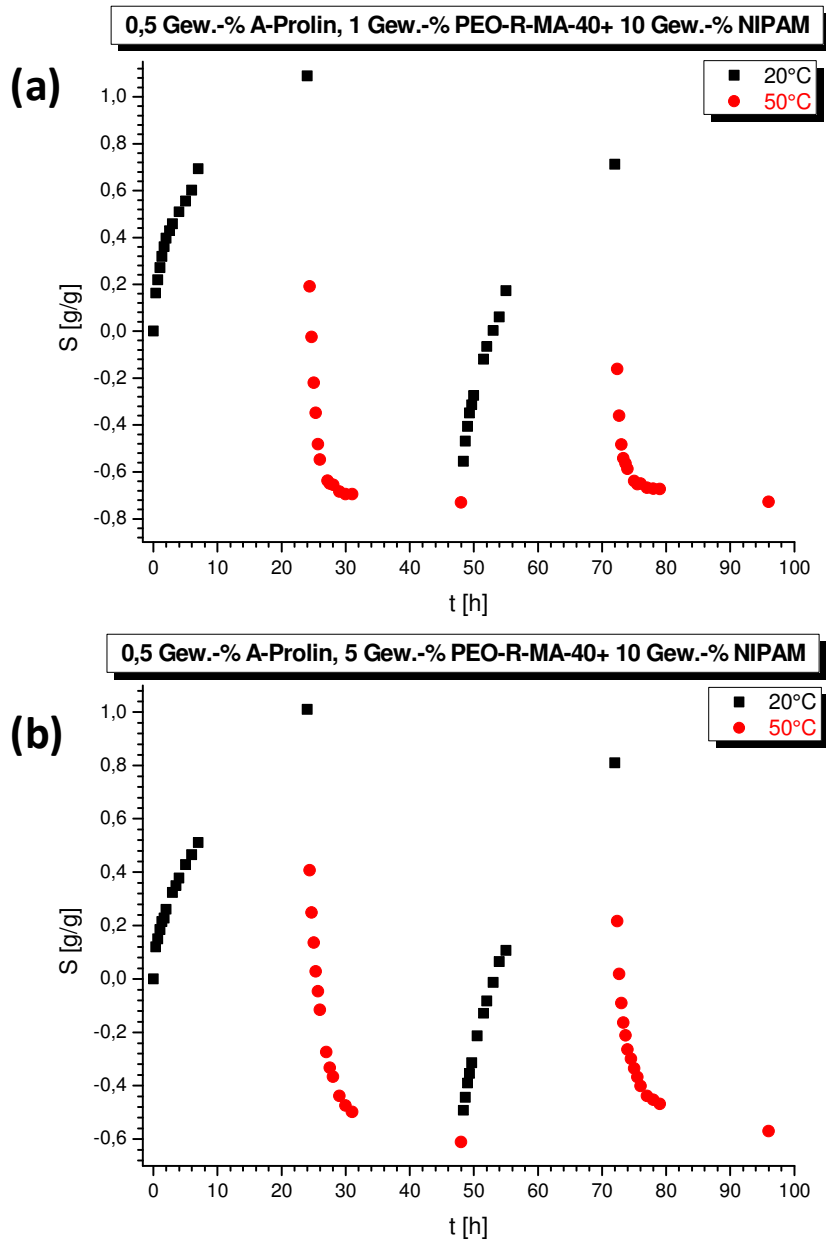 0,5 Gew.-% A-Prolin, 1 Gew.-% PEO-R-MA-40+ 10 Gew.-% NIPAM
(a)
20°C
50°C
1,0
0,8
0,6
0,4
0,2
0,0
-0,2
-0,4
-0,6
-0,8
S [g/g]
0 10 20 30 40 50 60 70 80 90 100
t [h]
0,5 Gew.-% A-Prolin, 5 Gew.-% PEO-R-MA-40+ 10 Gew.-% NIPAM
(b)
20°C
50°C
1,0
0,8
0,6
0,4
0,2
0,0
-0,2
-0,4
-0,6
S [g/g]
0 10 20 30 40 50 60 70 80 90 100
t [h]